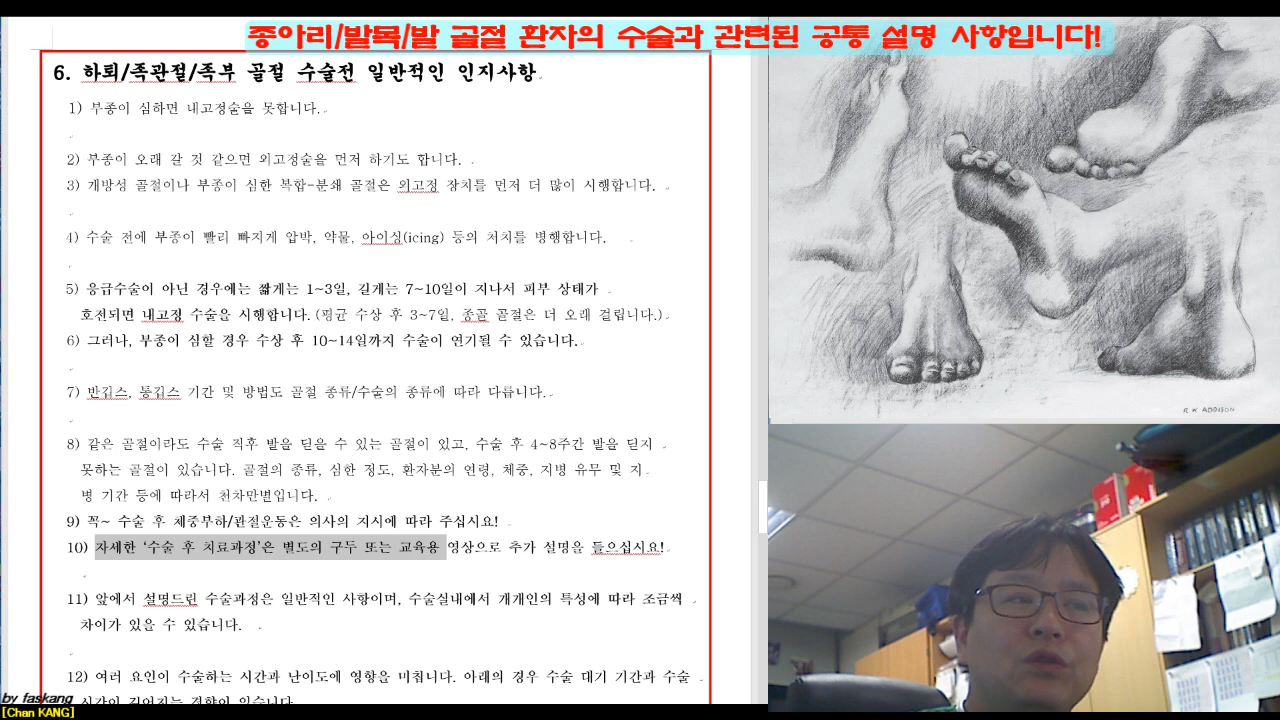 종아리/발목/발 골절 환자의 수술과 관련된 공통 설명 사항입니다!
6. 하퇴/족관절/족부 골절 수술전 일반적인 인지사항
1) 부종이 심하면 내고정술을 못합니다.
2) 부종이 오래 갈 것 같으면 외고정술을 먼저 하기도 합니다.
3) 개방성 골절이나 부종이 심한 복합-분쇄 골절은 외고정 장치를 먼저 더 많이 시행합니다.
4) 수술 전에 부종이 빨리 빠지게 압박, 약물, 아이싱(icing) 등의 처치를 병행합니다.
5) 응급수술이 아닌 경우에는 짧게는 1~3일, 길게는 7~10일이 지나서 피부 상태가
호전되면 내고정 수술을 시행합니다. (평균 수상 후 3~7일, 종골 골절은 더 오래 걸립니다.)
6) 그러나, 부종이 심할 경우 수상 후 10~14일까지 수술이 연기될 수 있습니다.
7) 반깁스, 통깁스 기간 및 방법도 골절 종류/수술의 종류에 따라 다릅니다.
8) 같은 골절이라도 수술 직후 발을 딛을 수 있는 골절이 있고, 수술 후 4~8주간 발을 딛지
못하는 골절이 있습니다. 골절의 종류, 심한 정도, 환자분의 연령, 체중, 지병 유무 및 지
병 기간 등에 따라서 천차만별입니다.
9) 꼭~ 수술 후 체중부하/관절운동은 의사의 지시에 따라 주십시요!
10) 자세한 ‘수술 후 치료과정’은 별도의 구두 또는 교육용 영상으로 추가 설명을 들으십시요!
11) 앞에서 설명드린 수술과정은 일반적인 사항이며, 수술실내에서 개개인의 특성에 따라 조금씩
차이가 있을 수 있습니다.
12) 여러 요인이 수술하는 시간과 난이도에 영향을 미칩니다. 아래의 경우 수술 대기 기간과 수술
시간이 길어지는 경향이 있습니다.
R W ADDISON
by faskang
[Chan KANG]